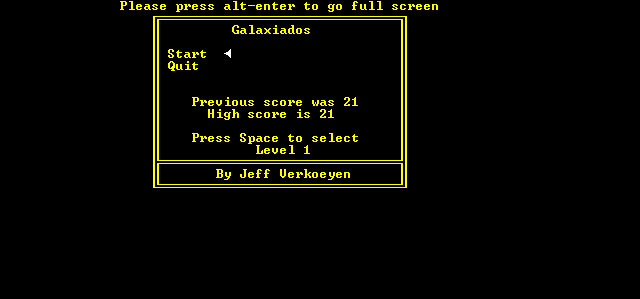 Please press alt-enter to go full screen
Galaxiados
Start
Quit
Previous score was 21
High score is 21
Press Space to select
Level 1
By Jeff Verkoeyen